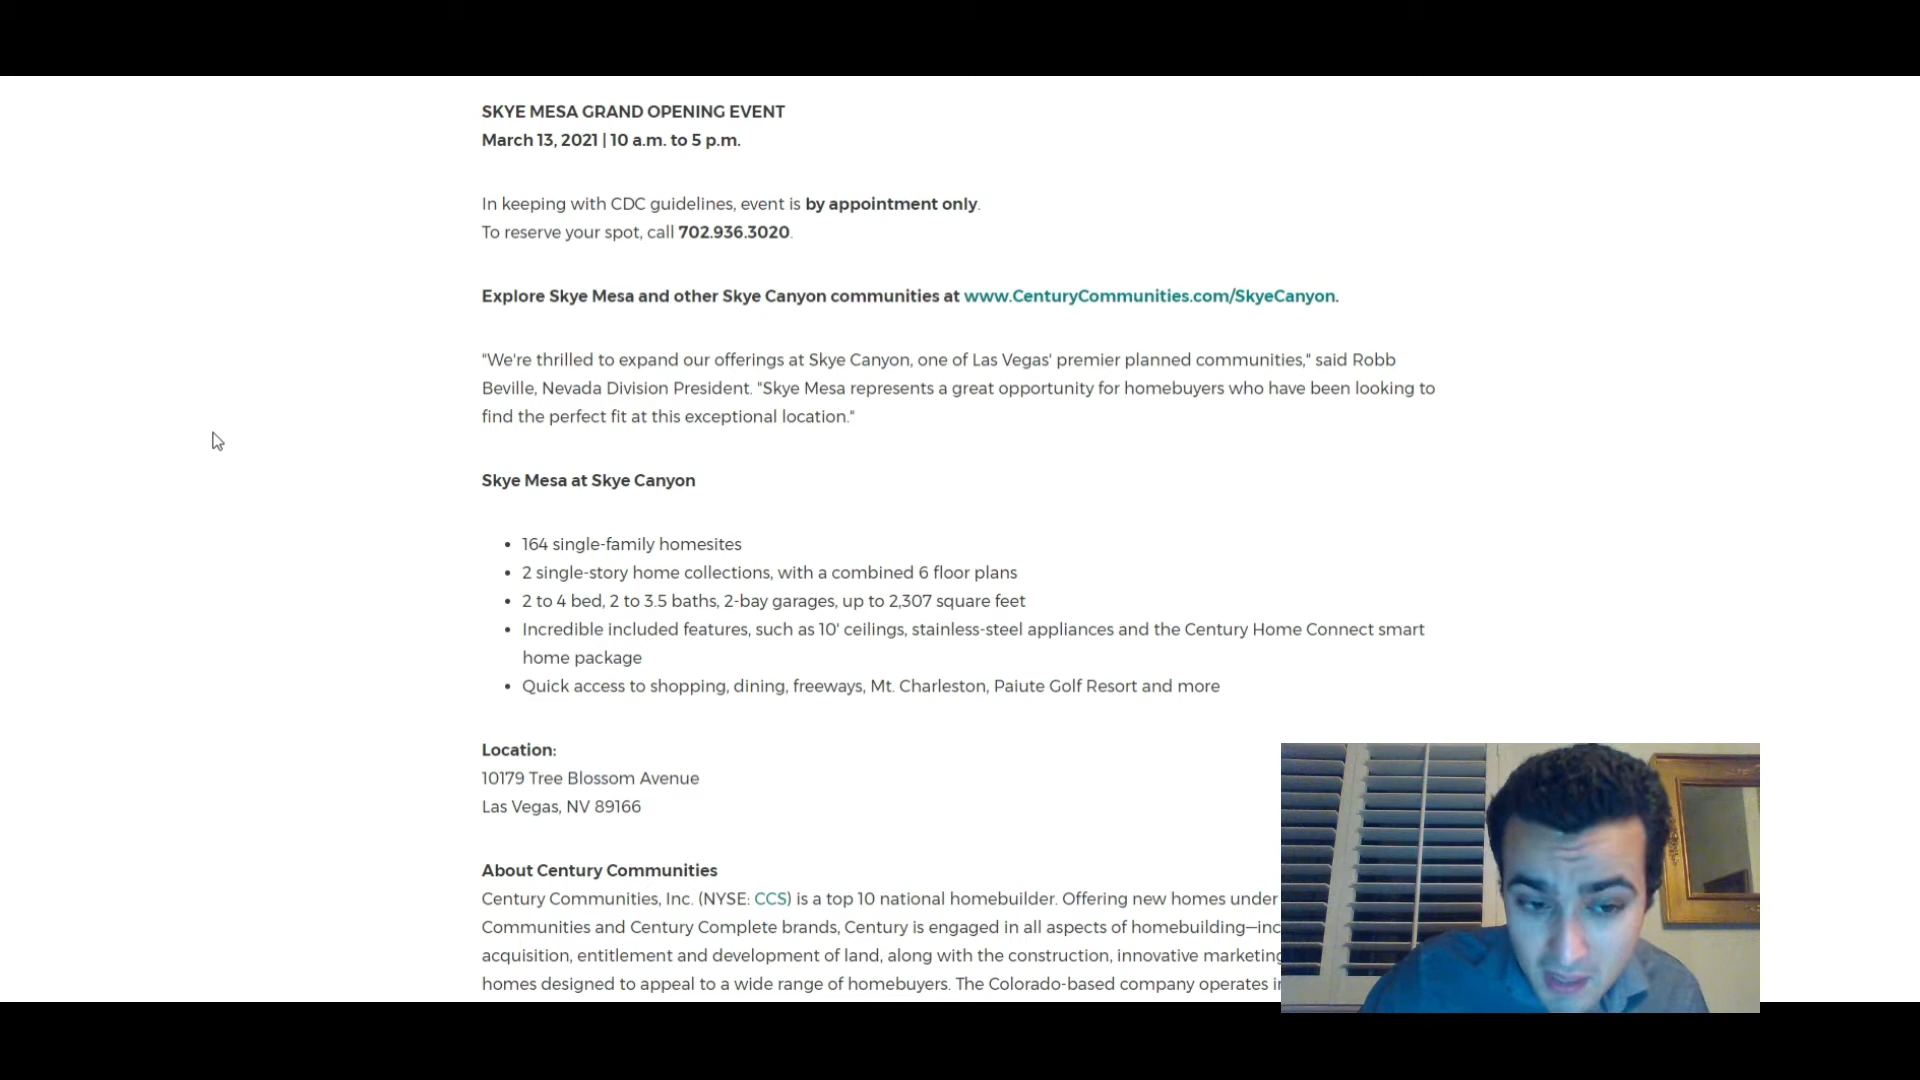 SKYE MESA GRAND OPENING EVENT
March 13, 2021 | 10 a.m. to 5 p.m.
In keeping with CDC guidelines, event is by appointment only.
To reserve your spot, call 702.936.3020.
Explore Skye Mesa and other Skye Canyon communities at www.CenturyCommunities.com/SkyeCanyon.
"We're thrilled to expand our offerings at Skye Canyon, one of Las Vegas' premier planned communities," said Robb
Beville, Nevada Division President. "Skye Mesa represents a great opportunity for homebuyers who have been looking to
find the perfect fit at this exceptional location."
Skye Mesa at Skye Canyon
• 164 single-family homesites
• 2 single-story home collections, with a combined 6 floor plans
• 2 to 4 bed, 2 to 3.5 baths, 2-bay garages, up to 2,307 square feet
• Incredible included features, such as 10' ceilings, stainless-steel appliances and the Century Home Connect smart
home package
• Quick access to shopping, dining, freeways, Mt. Charleston, Paiute Golf Resort and more
Location:
10179 Tree Blossom Avenue
Las Vegas, NV 89166
About Century Communities
Century Communities, Inc. (NYSE: CCS) is a top 10 national homebuilder. Offering new homes under
Communities and Century Complete brands, Century is engaged in all aspects of homebuilding—inc
acquisition, entitlement and development of land, along with the construction, innovative marketing
homes designed to appeal to a wide range of homebuyers. The Colorado-based company operates in